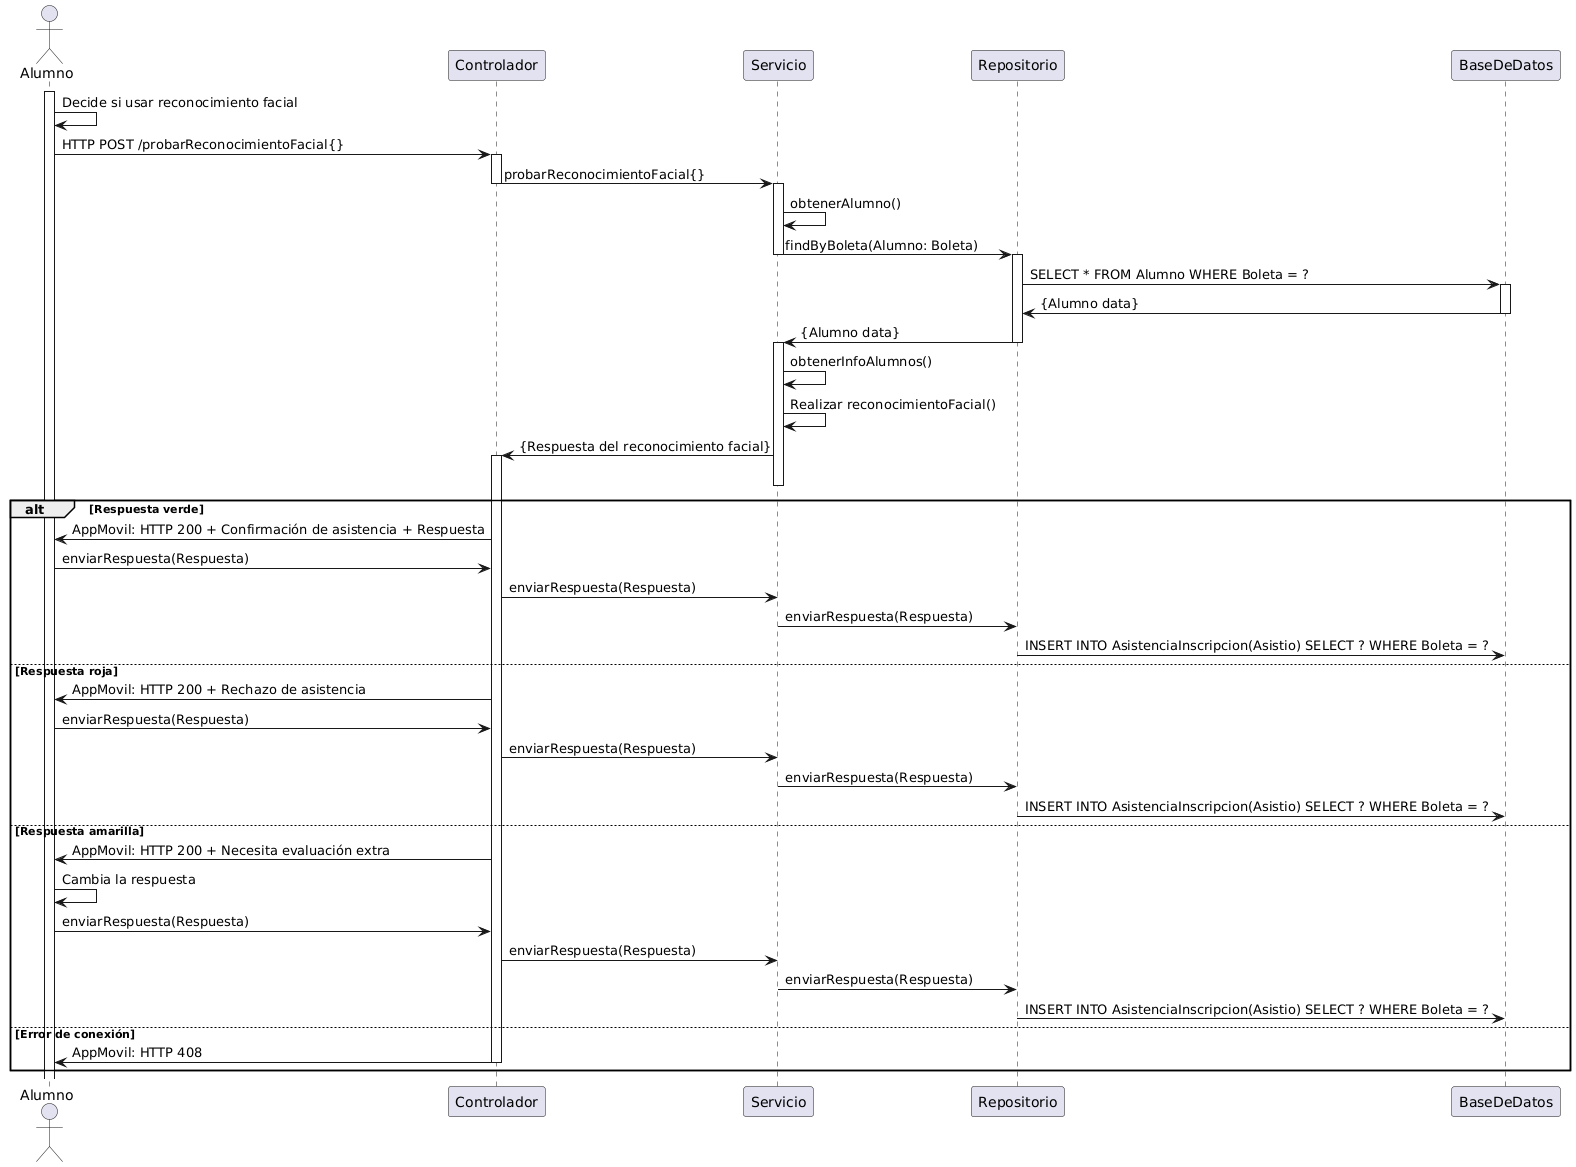 Alumno
Controlador
Servicio
Repositorio
BaseDeDatos
Decide si usar reconocimiento facial
HTTP POST /probarReconocimientoFacial{}
probarReconocimientoFacial{}
obtenerAlumno()
findByBoleta(Alumno: Boleta)
SELECT * FROM Alumno WHERE Boleta = ?
{Alumno data}
{Alumno data}
obtenerInfoAlumnos()
Realizar reconocimientoFacial()
{Respuesta del reconocimiento facial}
alt [Respuesta verde]
AppMovil: HTTP 200 + Confirmación de asistencia + Respuesta
enviarRespuesta(Respuesta)
enviarRespuesta(Respuesta)
enviarRespuesta(Respuesta)
INSERT INTO AsistenciaInscripcion(Asistio) SELECT ? WHERE Boleta = ?
[Respuesta roja]
AppMovil: HTTP 200 + Rechazo de asistencia
enviarRespuesta(Respuesta)
enviarRespuesta(Respuesta)
enviarRespuesta(Respuesta)
INSERT INTO AsistenciaInscripcion(Asistio) SELECT ? WHERE Boleta = ?
[Respuesta amarilla]
AppMovil: HTTP 200 + Necesita evaluación extra
Cambia la respuesta
enviarRespuesta(Respuesta)
enviarRespuesta(Respuesta)
enviarRespuesta(Respuesta)
INSERT INTO AsistenciaInscripcion(Asistio) SELECT ? WHERE Boleta = ?
[Error de conexión]
AppMovil: HTTP 408
Alumno
Controlador
Servicio
Repositorio
BaseDeDatos